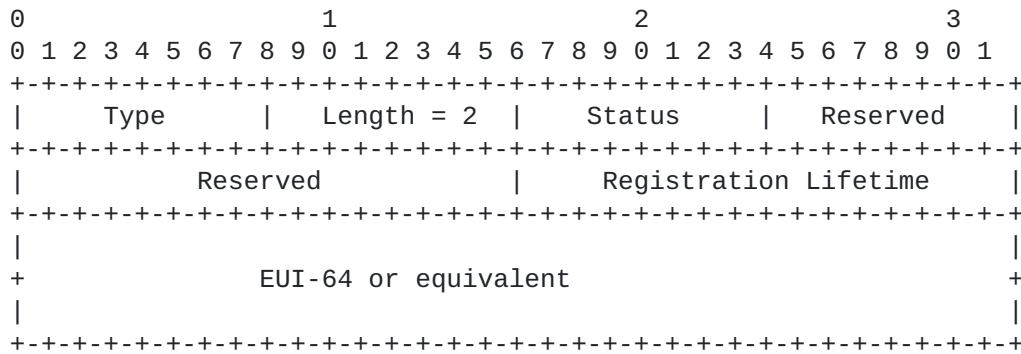 0                   1                   2                   3
0 1 2 3 4 5 6 7 8 9 0 1 2 3 4 5 6 7 8 9 0 1 2 3 4 5 6 7 8 9 0 1
+-+-+-+-+-+-+-+-+-+-+-+-+-+-+-+-+-+-+-+-+-+-+-+-+-+-+-+-+-+-+-+-+
|     Type      |   Length = 2  |    Status     |   Reserved    |
+-+-+-+-+-+-+-+-+-+-+-+-+-+-+-+-+-+-+-+-+-+-+-+-+-+-+-+-+-+-+-+-+
|           Reserved            |     Registration Lifetime     |
+-+-+-+-+-+-+-+-+-+-+-+-+-+-+-+-+-+-+-+-+-+-+-+-+-+-+-+-+-+-+-+-+
|                                                               |
+               EUI-64 or equivalent                            +
|                                                               |
+-+-+-+-+-+-+-+-+-+-+-+-+-+-+-+-+-+-+-+-+-+-+-+-+-+-+-+-+-+-+-+-+